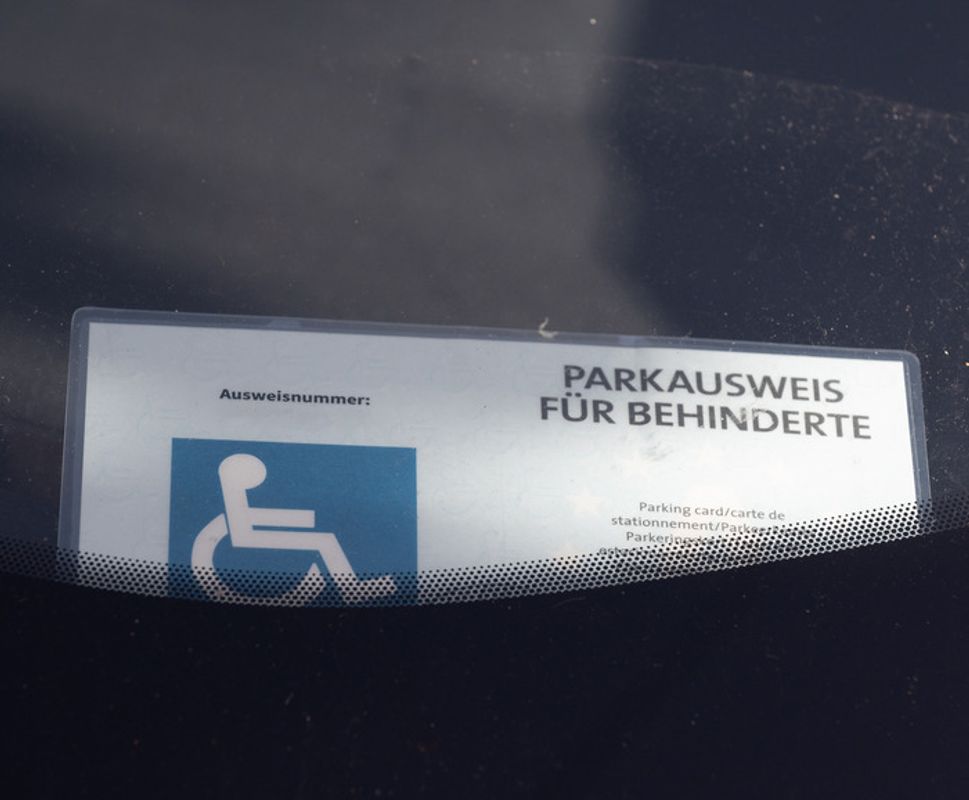 Ausweisnummer:
PARKAUSWEIS
FÜR BEHINDERTE
Parking card/carte de
stationnement/